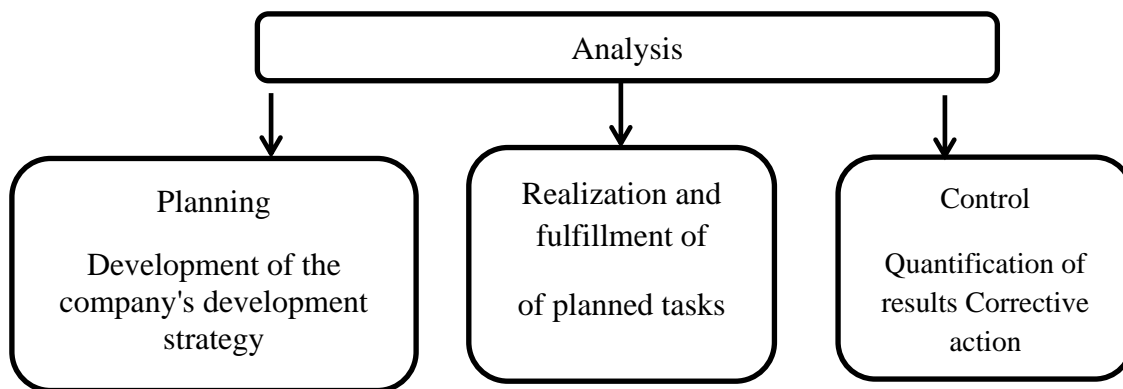 Analysis
Planning
Development of the
company's development
strategy
Realization and
fulfillment of
of planned tasks
Control
Quantification of
results Corrective
action